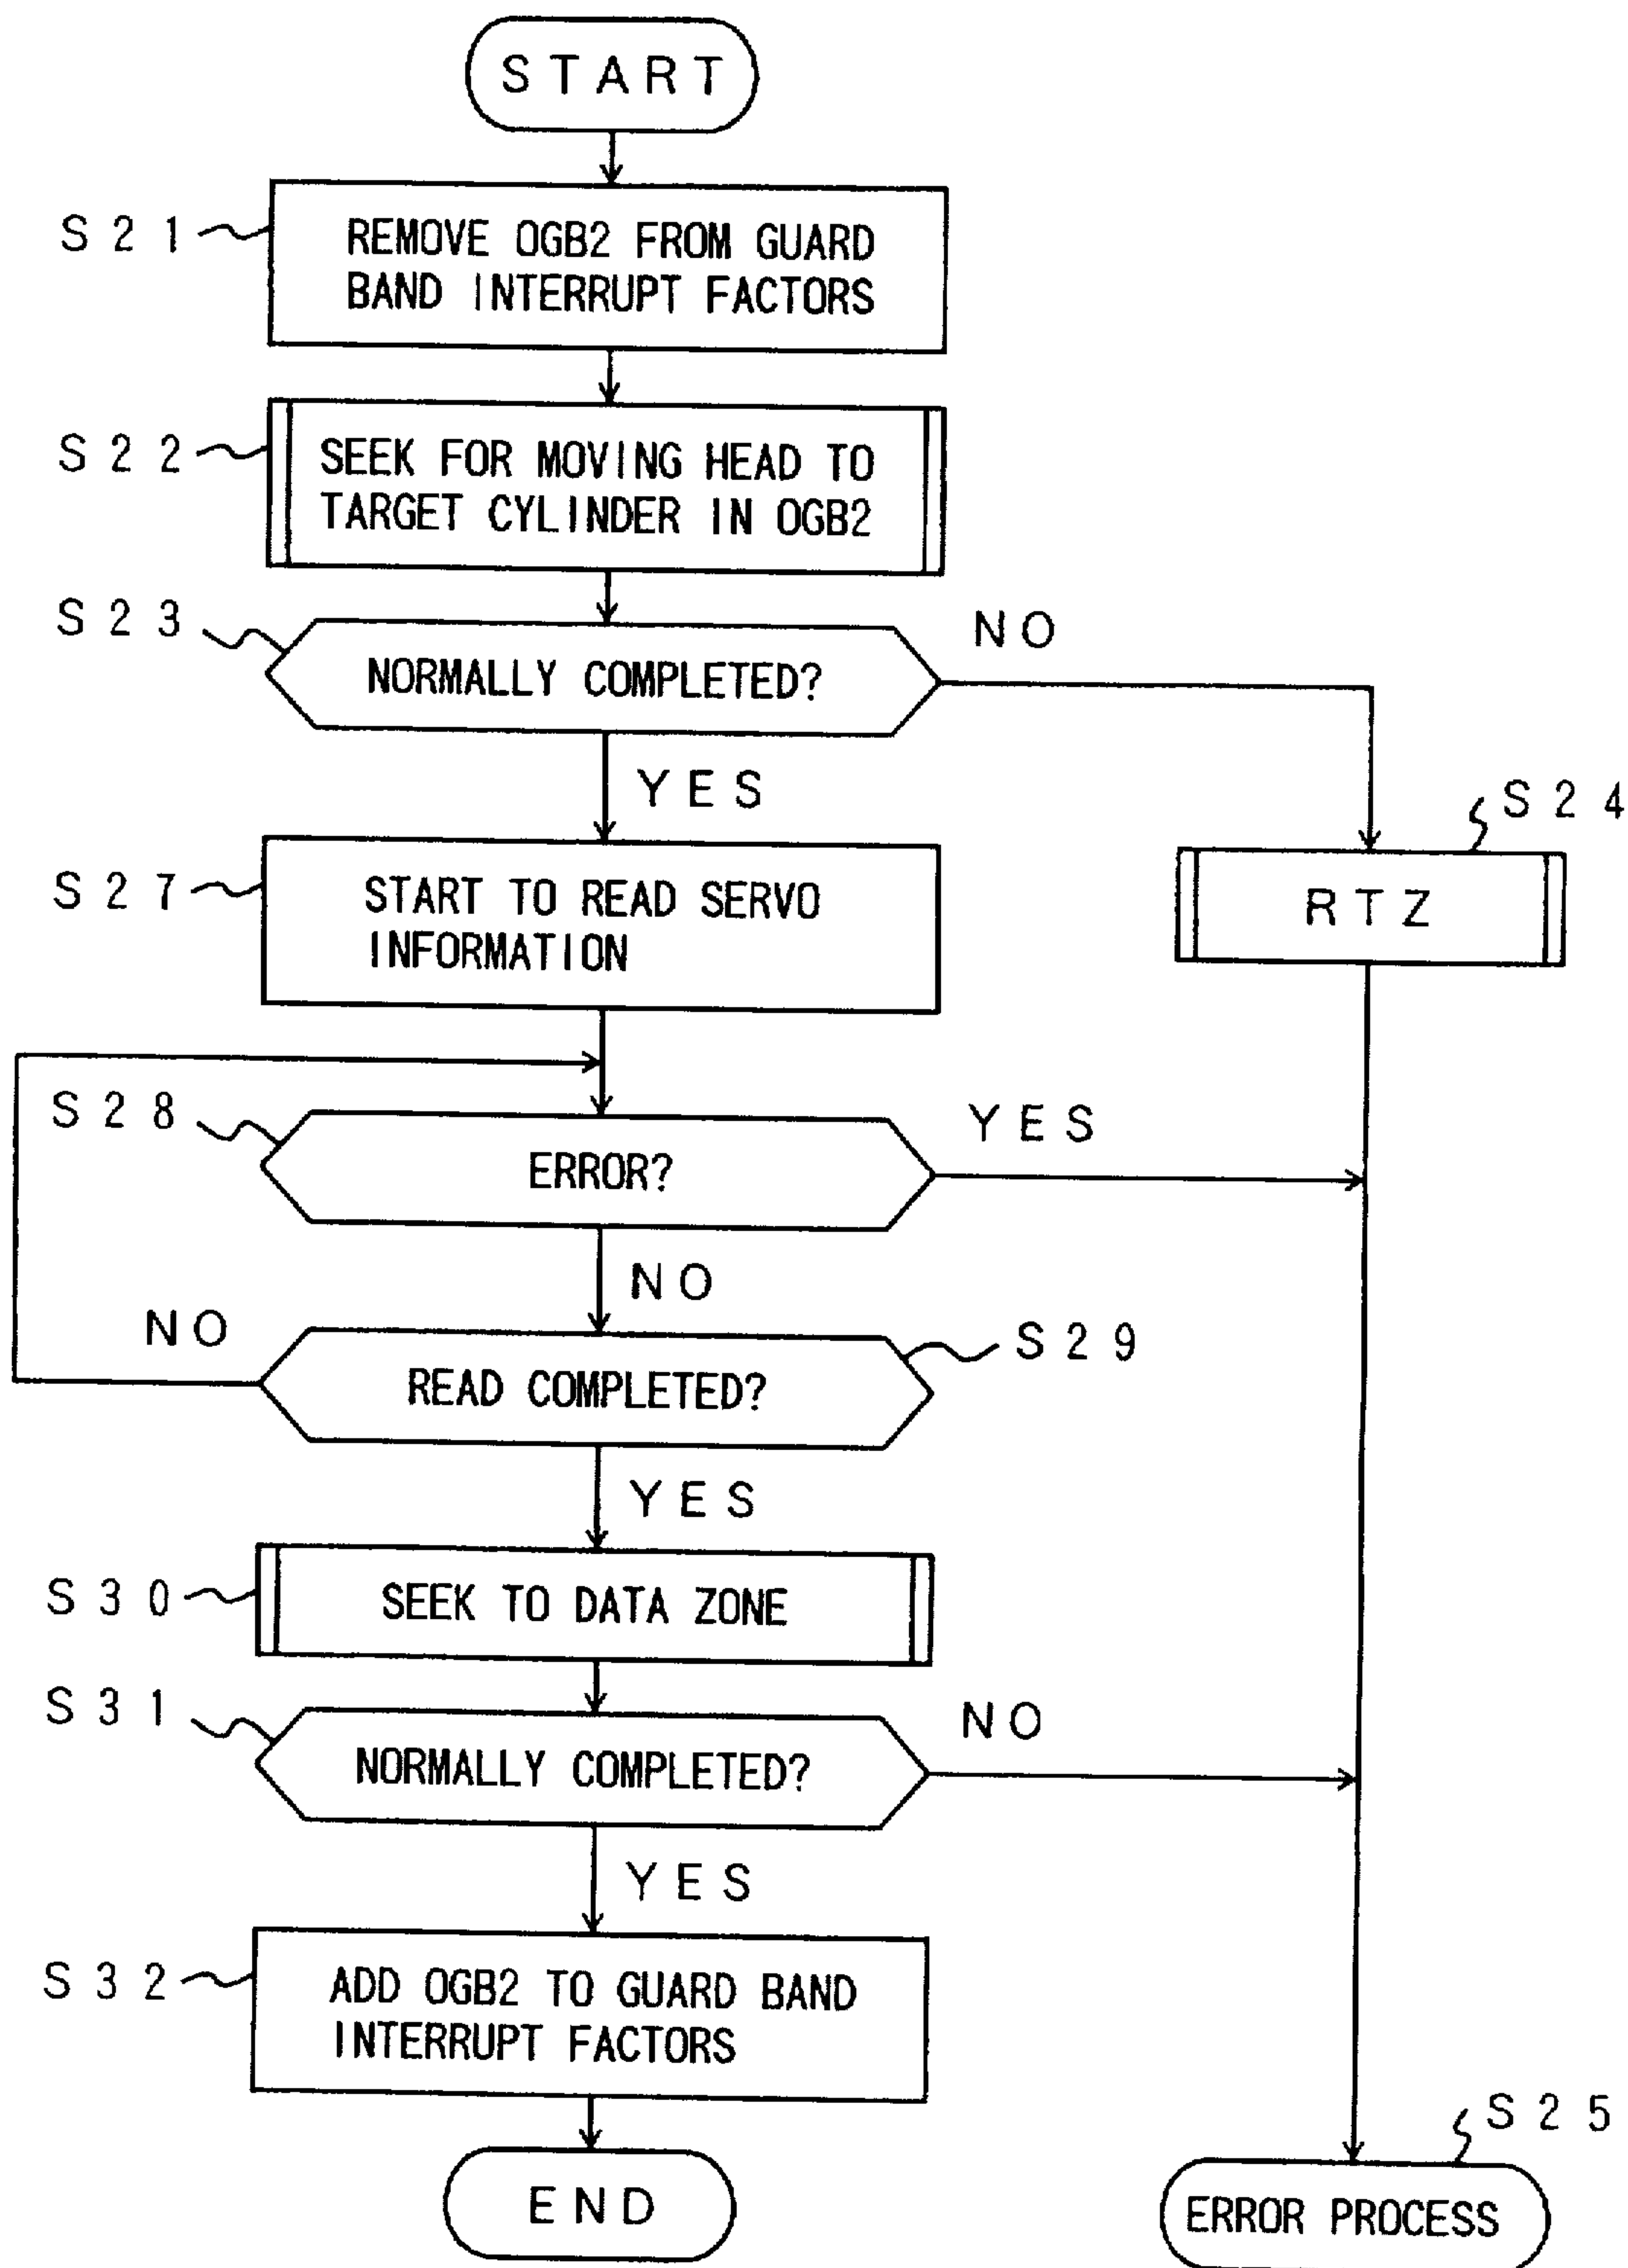 START
S21
REMOVE OGB2 FROM GUARD
BAND INTERRUPT FACTORS
S22
SEEK FOR MOVING HEAD TO
TARGET CYLINDER IN OGB2
S23
NORMALLY COMPLETED?
NO
YES
S24
RTZ
S27
START TO READ SERVO
INFORMATION
S28
ERROR?
YES
NO
NO
S29
READ COMPLETED?
YES
S30
SEEK TO DATA ZONE
S31
NORMALLY COMPLETED?
NO
YES
S32
ADD OGB2 TO GUARD BAND
INTERRUPT FACTORS
END
S25
ERROR PROCESS